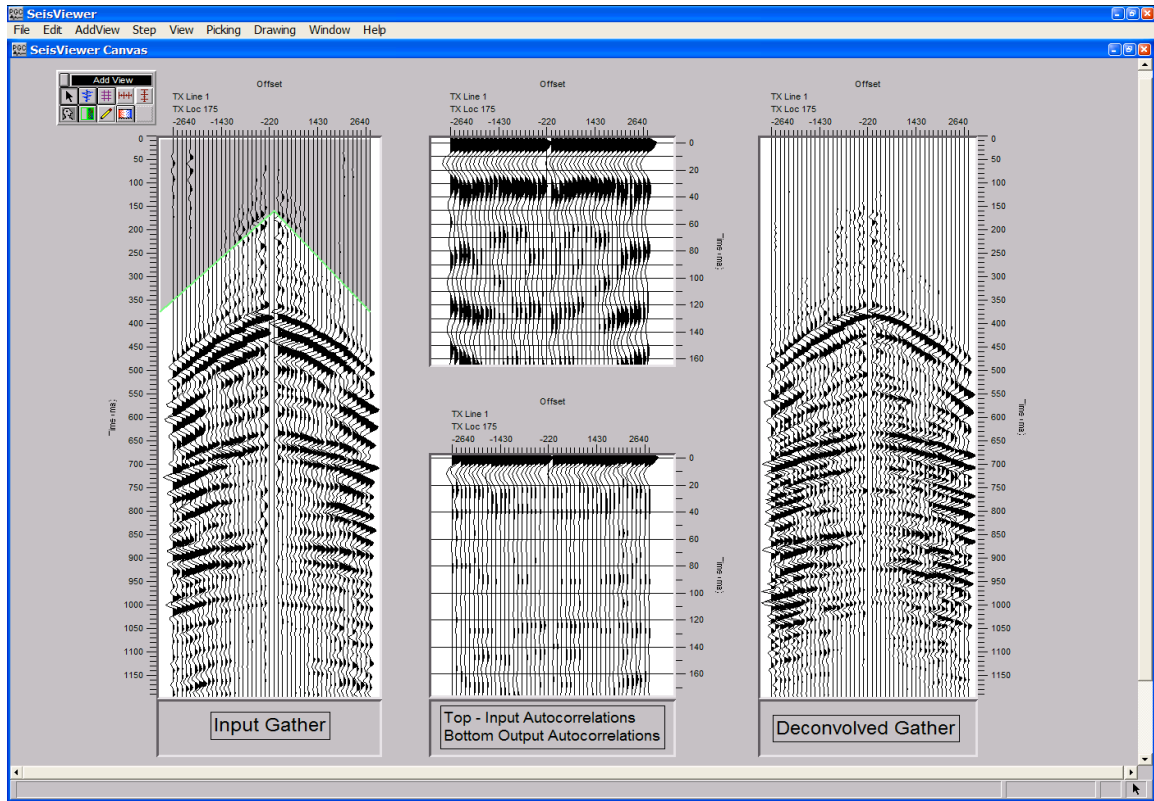 PGC SeisViewer
File Edit AddView Step View Picking Drawing Window Help
PGC SeisViewer Canvas
Add View
Offset
TX Line 1
TX Loc 175
-2640 -1430 -220 1430 2640
0
50
100
150
200
250
300
350
400
450
500
550
600
650
700
750
800
850
900
950
1000
1050
1100
1150
Input Gather
Offset
TX Line 1
TX Loc 175
-2640 -1430 -220 1430 2640
0
20
40
60
80
100
120
140
160
Offset
TX Line 1
TX Loc 175
-2640 -1430 -220 1430 2640
0
20
40
60
80
100
120
140
160
Top - Input Autocorrelations
Bottom Output Autocorrelations
Offset
TX Line 1
TX Loc 175
-2640 -1430 -220 1430 2640
0
50
100
150
200
250
300
350
400
450
500
550
600
650
700
750
800
850
900
950
1000
1050
1100
1150
Deconvolved Gather